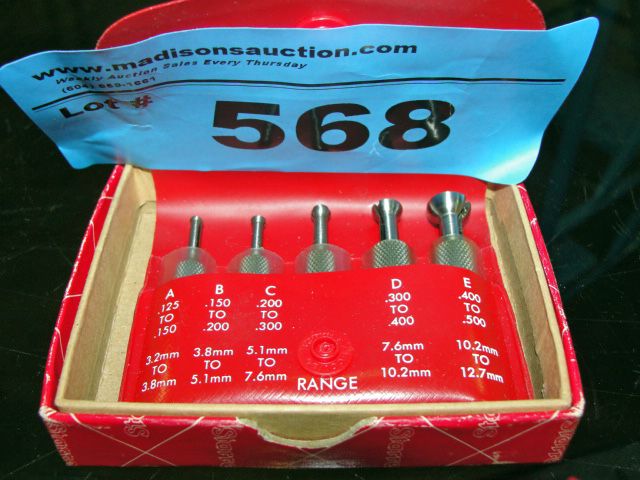 www.madisonsauction.com
Weekly Auction Sales Every Thursday
Lot # 568
A B C D E
.125 .150 .200 .300 .400
TO TO TO TO TO
.150 .200 .300 .400 .500
3.2mm 3.8mm 5.1mm 7.6mm 10.2mm
TO TO TO TO TO
3.8mm 5.1mm 7.6mm 10.2mm 12.7mm
RANGE